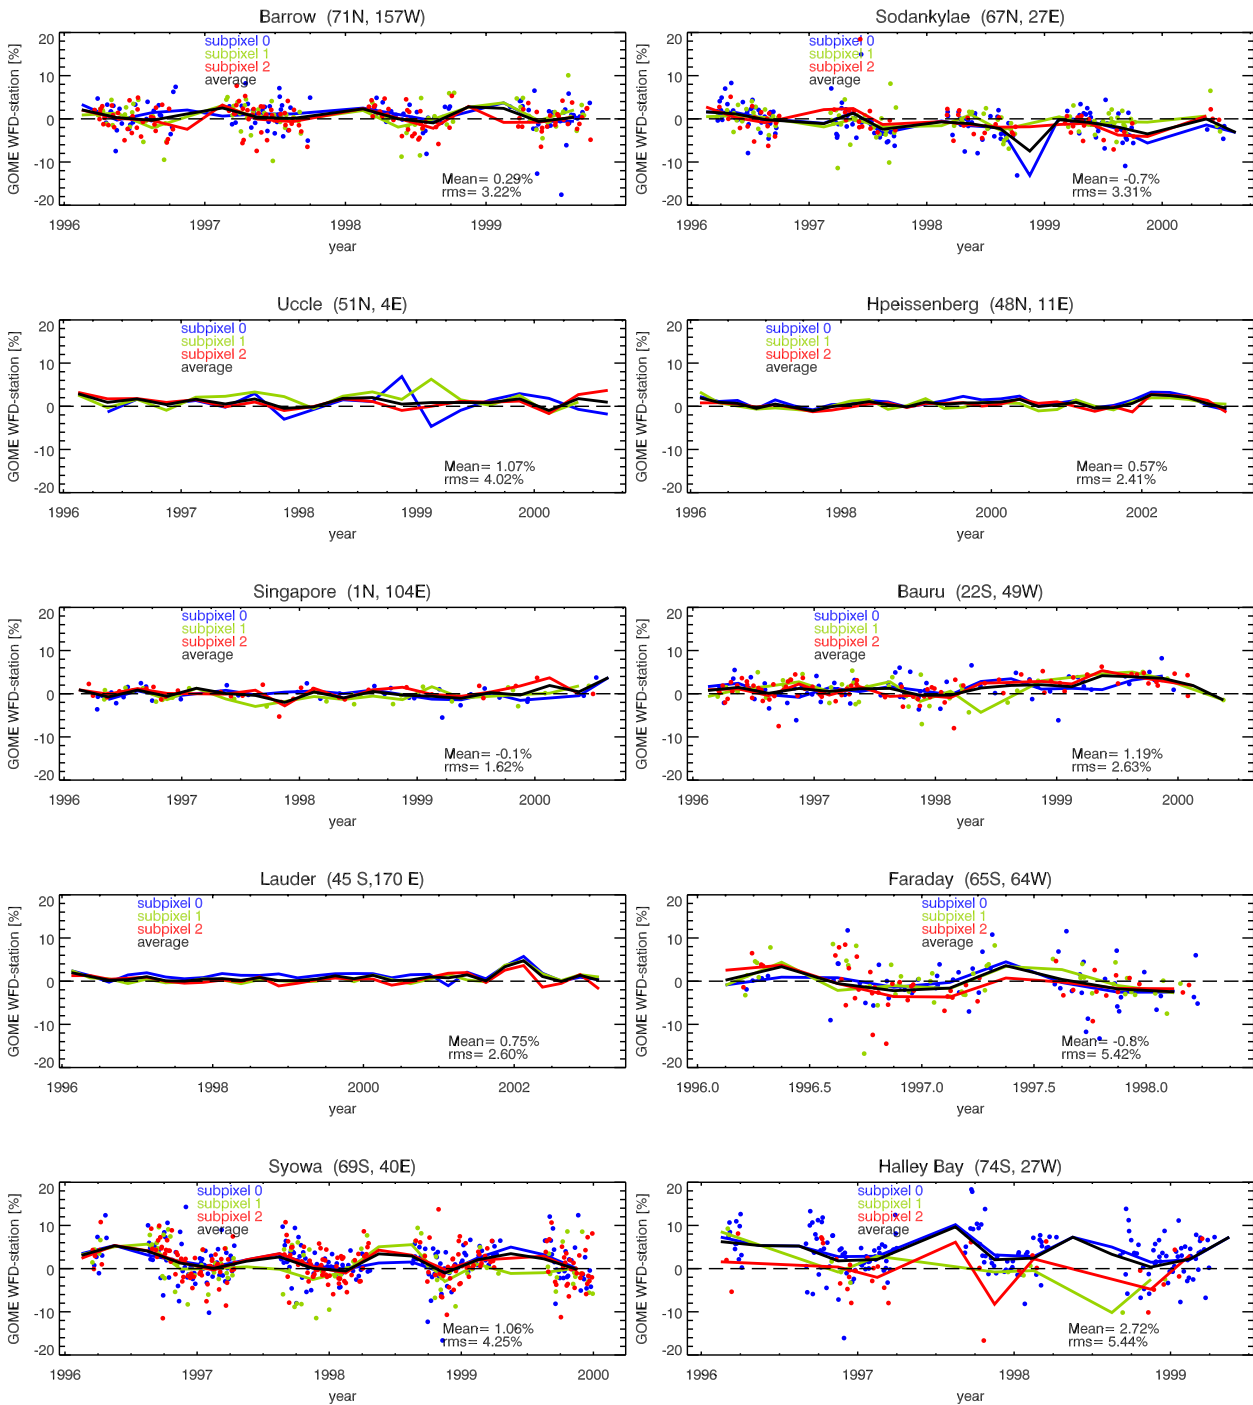 Barrow (71N, 157W)
GOME WFD-station [%]
20
10
0
-10
-20
subpixel 0
subpixel 1
subpixel 2
average
Mean= 0.29%
rms= 3.22%
1996 1997 1998 1999
year
Sodankylae (67N, 27E)
GOME WFD-station [%]
20
10
0
-10
-20
subpixel 0
subpixel 1
subpixel 2
average
Mean= -0.7%
rms= 3.31%
1996 1997 1998 1999 2000
year
Uccle (51N, 4E)
GOME WFD-station [%]
20
10
0
-10
-20
subpixel 0
subpixel 1
subpixel 2
average
Mean= 1.07%
rms= 4.02%
1996 1997 1998 1999 2000
year
Hpeissenberg (48N, 11E)
GOME WFD-station [%]
20
10
0
-10
-20
subpixel 0
subpixel 1
subpixel 2
average
Mean= 0.57%
rms= 2.41%
1996 1998 2000 2002
year
Singapore (1N, 104E)
GOME WFD-station [%]
20
10
0
-10
-20
subpixel 0
subpixel 1
subpixel 2
average
Mean= -0.1%
rms= 1.62%
1996 1997 1998 1999 2000
year
Bauru (22S, 49W)
GOME WFD-station [%]
20
10
0
-10
-20
subpixel 0
subpixel 1
subpixel 2
average
Mean= 1.19%
rms= 2.63%
1996 1997 1998 1999 2000
year
Lauder (45 S,170 E)
GOME WFD-station [%]
20
10
0
-10
-20
subpixel 0
subpixel 1
subpixel 2
average
Mean= 0.75%
rms= 2.60%
1996 1998 2000 2002
year
Faraday (65S, 64W)
GOME WFD-station [%]
20
10
0
-10
-20
subpixel 0
subpixel 1
subpixel 2
average
Mean= -0.8%
rms= 5.42%
1996.0 1996.5 1997.0 1997.5 1998.0
year
Syowa (69S, 40E)
GOME WFD-station [%]
20
10
0
-10
-20
subpixel 0
subpixel 1
subpixel 2
average
Mean= 1.06%
rms= 4.25%
1996 1997 1998 1999 2000
year
Halley Bay (74S, 27W)
GOME WFD-station [%]
20
10
0
-10
-20
subpixel 0
subpixel 1
subpixel 2
average
Mean= 2.72%
rms= 5.44%
1996 1997 1998 1999
year